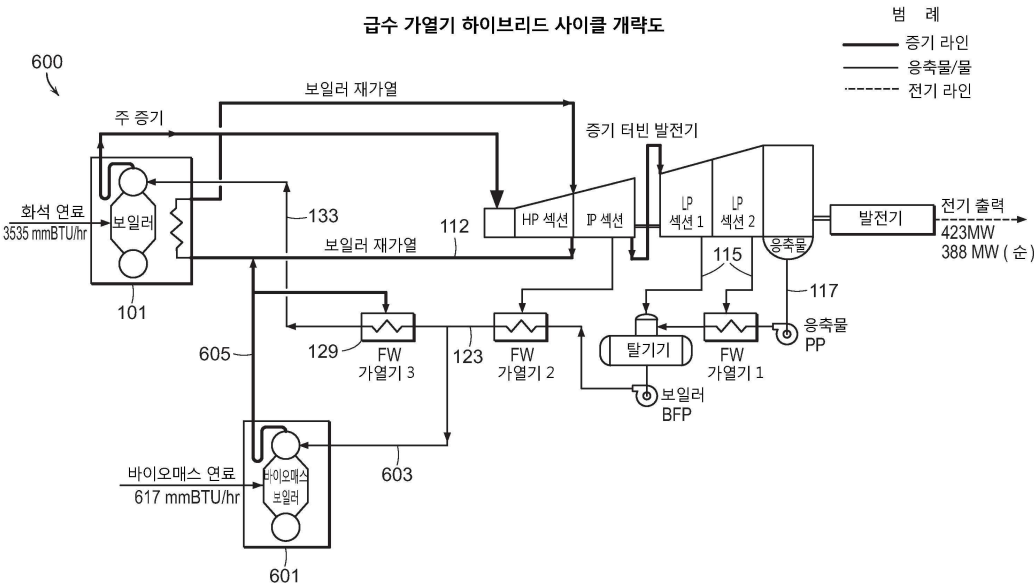 급수 가열기 하이브리드 사이클 개략도
범 례
증기 라인
응축물/물
전기 라인
600
보일러 재가열
주 증기
증기 터빈 발전기
화석 연료
3535 mmBTU/hr
보일러
133
HP 섹션
IP 섹션
LP
섹션 1
LP
섹션 2
응축물
발전기
전기 출력
423MW
388 MW ( 순 )
보일러 재가열
112
115
117
101
605
129
FW
가열기 3
123
FW
가열기 2
탈기기
FW
가열기 1
응축물
PP
보일러
BFP
603
바이오매스 연료
617 mmBTU/hr
바이오매스
보일러
601